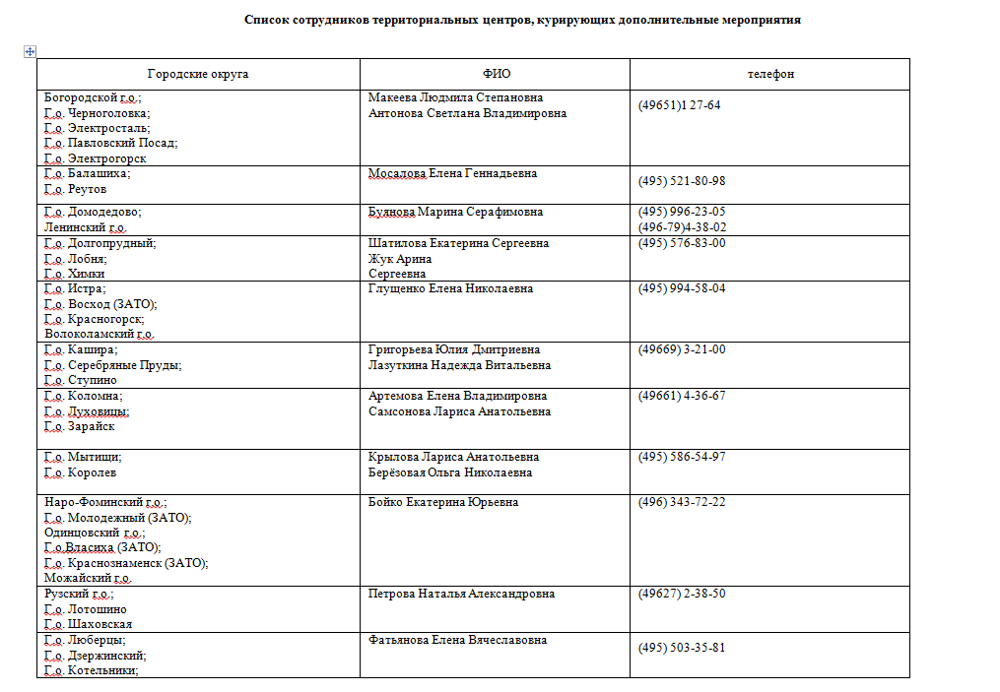 Список сотрудников территориальных центров, курирующих дополнительные мероприятия
Городские округа ФИО телефон
Богородской г.о.;
Г.о. Черноголовка;
Г.о. Электросталь;
Г.о. Павловский Посад;
Г.о. Электрогорск
Макеева Людмила Степановна
Антонова Светлана Владимировна
(49651)1 27-64
Г.о. Балашиха;
Г.о. Реутов
Мосалова Елена Геннадьевна
(495) 521-80-98
Г.о. Домодедово;
Ленинский г.о.
Буянова Марина Серафимовна
(495) 996-23-05
(496-79)4-38-02
Г.о. Долгопрудный;
Г.о. Лобня;
Г.о. Химки
Шатилова Екатерина Сергеевна
Жук Арина
Сергеевна
(495) 576-83-00
Г.о. Истра;
Г.о. Восход (ЗАТО);
Г.о. Красногорск;
Волоколамский г.о.
Глущенко Елена Николаевна
(495) 994-58-04
Г.о. Кашира;
Г.о. Серебряные Пруды;
Г.о. Ступино
Григорьева Юлия Дмитриевна
Лазуткина Надежда Витальевна
(49669) 3-21-00
Г.о. Коломна;
Г.о. Луховицы;
Г.о. Зарайск
Артемова Елена Владимировна
Самсонова Лариса Анатольевна
(49661) 4-36-67
Г.о. Мытищи;
Г.о. Королев
Крылова Лариса Анатольевна
Берёзовая Ольга Николаевна
(495) 586-54-97
Наро-Фоминский г.о.;
Г.о. Молодежный (ЗАТО);
Одинцовский г.о.;
Г.о.Власиха (ЗАТО);
Г.о. Краснознаменск (ЗАТО);
Можайский г.о.
Бойко Екатерина Юрьевна
(496) 343-72-22
Рузский г.о.;
Г.о. Лотошино
Г.о. Шаховская
Петрова Наталья Александровна
(49627) 2-38-50
Г.о. Люберцы;
Г.о. Дзержинский;
Г.о. Котельники;
Фатьянова Елена Вячеславовна
(495) 503-35-81